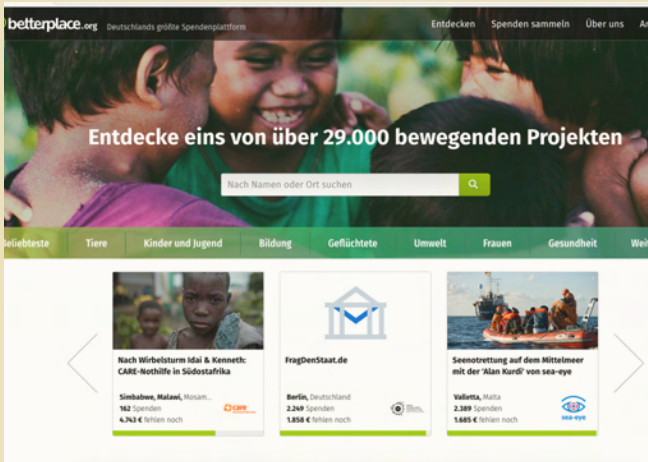 betterplace.org Deutschlands größte Spendenplattform Entdecken Spenden sammeln Über uns
Entdecke eins von über 29.000 bewegenden Projekten
Nach Namen oder Ort suchen
Beliebteste Tiere Kinder und Jugend Bildung Geflüchtete Umwelt Frauen Gesundheit
Nach Wirbelsturm Idai & Kenneth:
CARE-Nothilfe in Südostafrika
Simbabwe, Malawi, Mosam...
162 Spenden
4.743 € fehlen noch
care
FragDenStaat.de
Berlin, Deutschland
2.249 Spenden
1.858 € fehlen noch
Seenotrettung auf dem Mittelmeer
mit der 'Alan Kurdi' von sea-eye
Valletta, Malta
2.389 Spenden
1.685 € fehlen noch
sea-eye